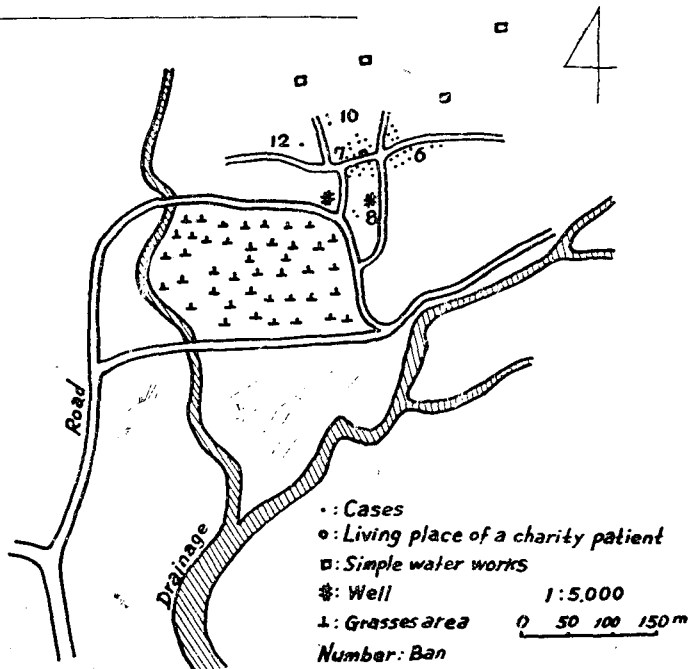 10
12
7
6
8
Road
Drainage
• : Cases
o : Living place of a charity patient
□ : Simple water works
⋕ : Well
1:5,000
⊥ : Grasses area
0 50 100 150 m
Number: Ban